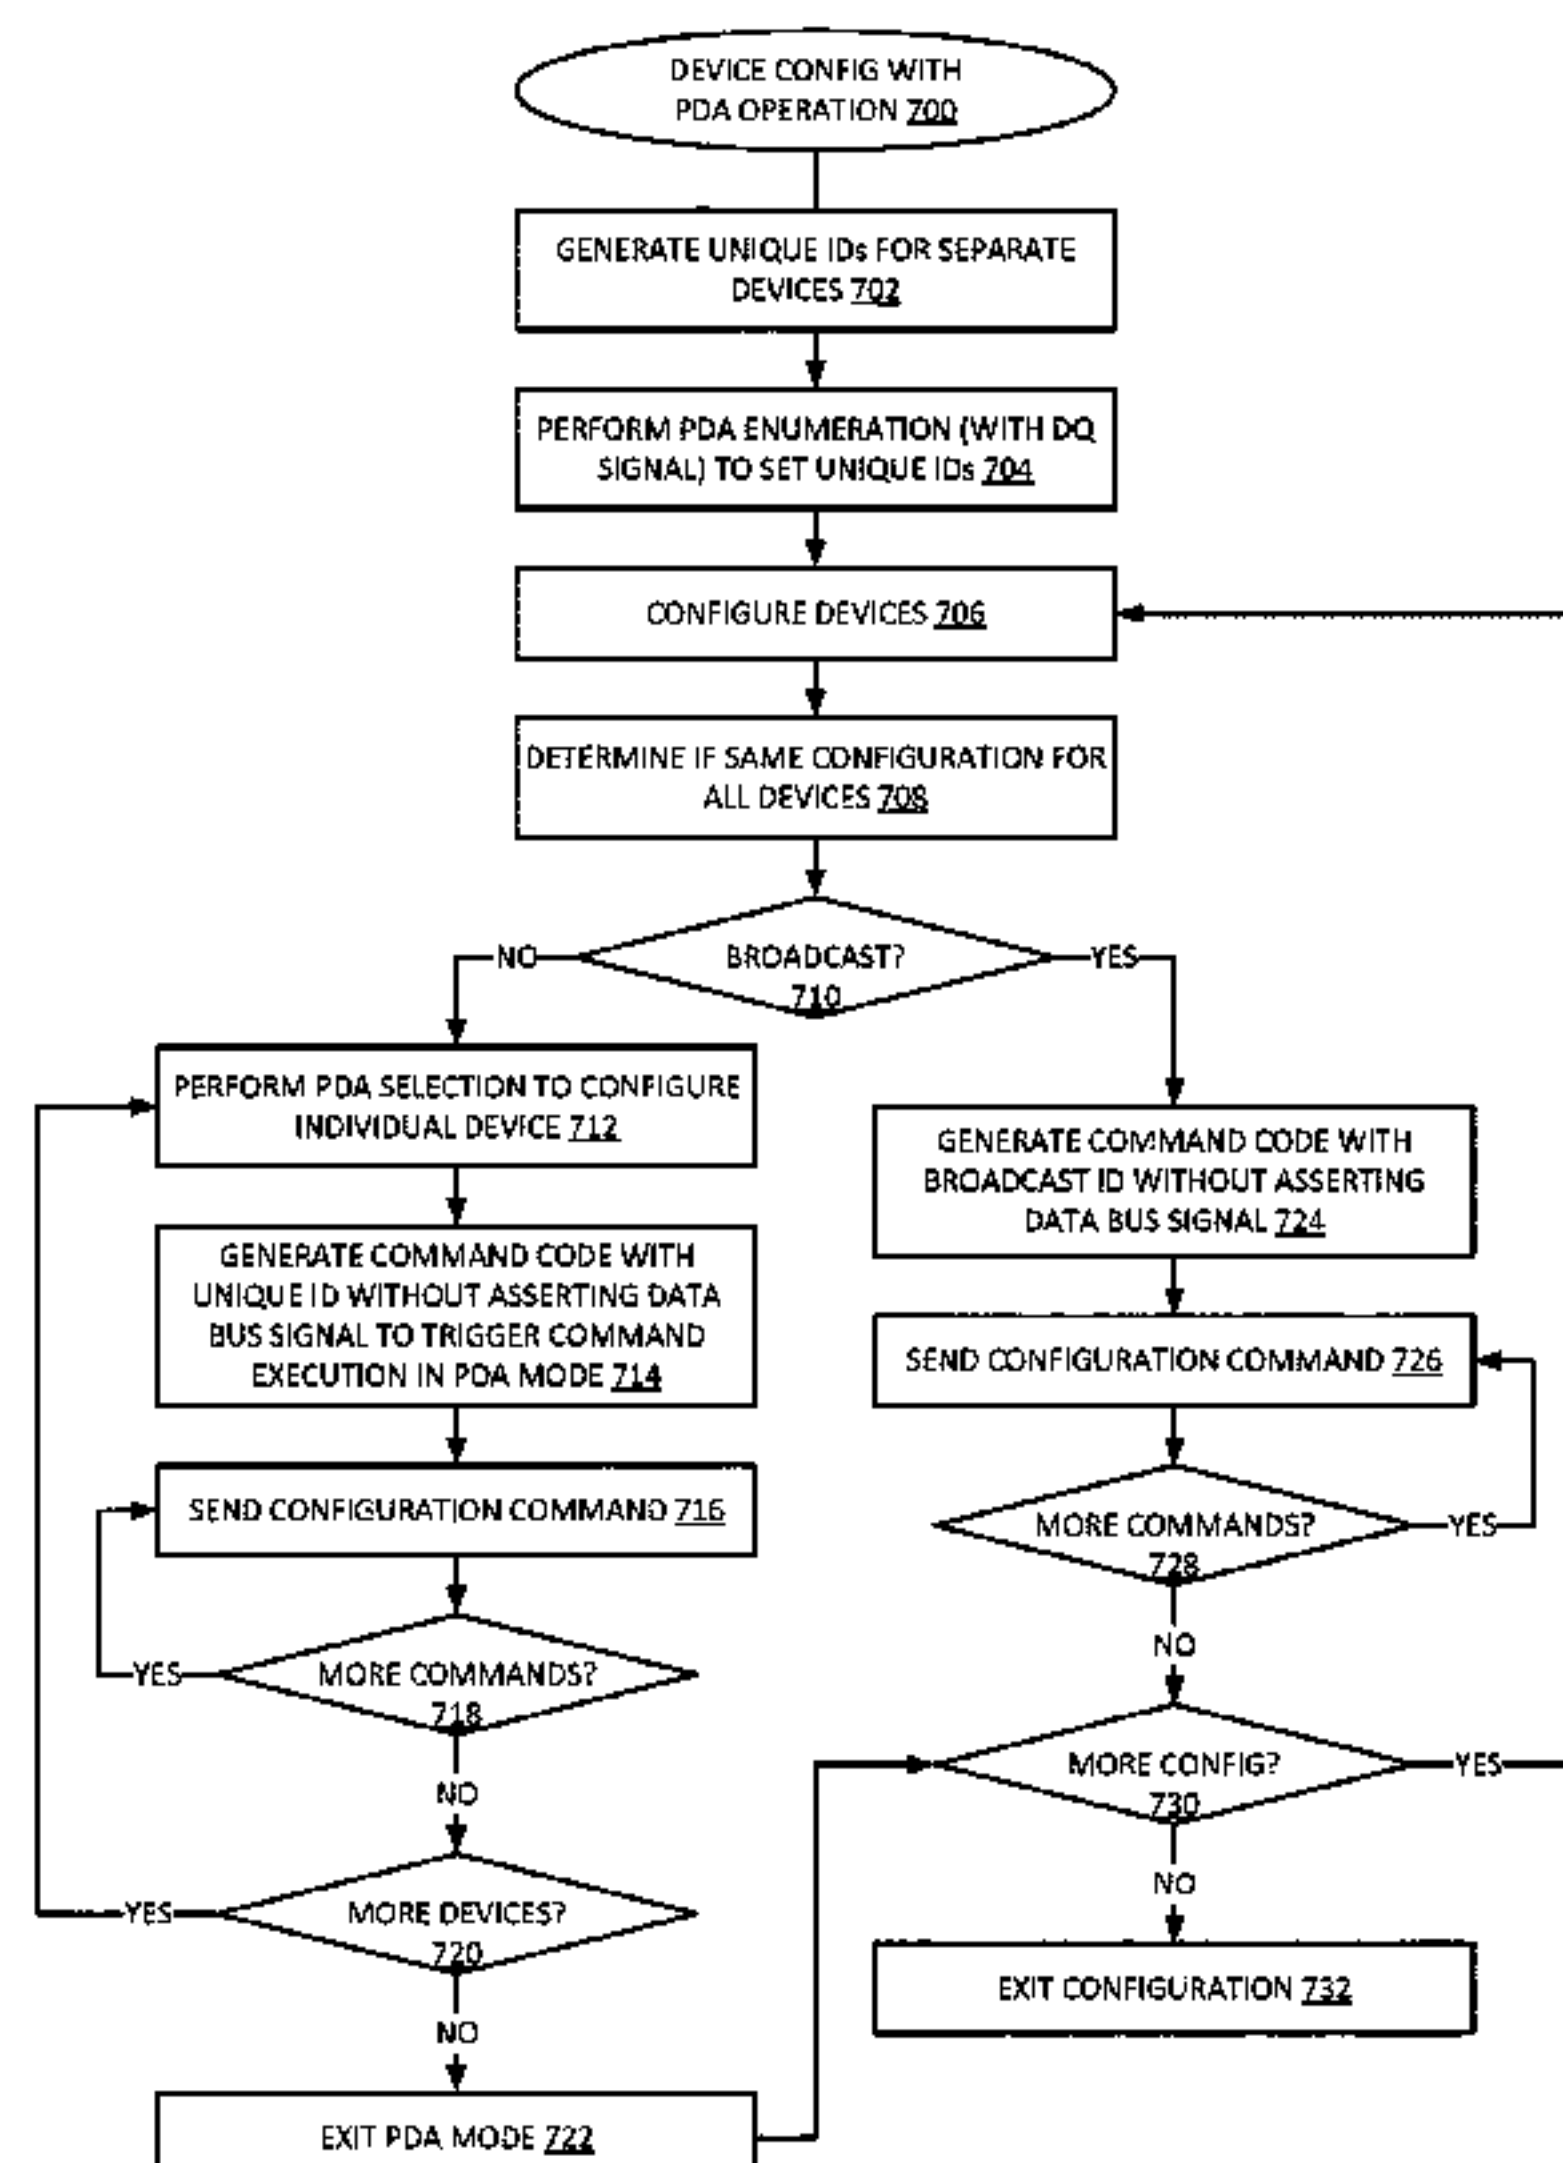 DEVICE CONFIG WITH
PDA OPERATION 700
GENERATE UNIQUE IDs FOR SEPARATE
DEVICES 702
PERFORM PDA ENUMERATION (WITH DQ
SIGNAL) TO SET UNIQUE IDs 704
CONFIGURE DEVICES 706
DETERMINE IF SAME CONFIGURATION FOR
ALL DEVICES 708
NO
BROADCAST?
710
YES
PERFORM PDA SELECTION TO CONFIGURE
INDIVIDUAL DEVICE 712
GENERATE COMMAND CODE WITH
UNIQUE ID WITHOUT ASSERTING DATA
BUS SIGNAL TO TRIGGER COMMAND
EXECUTION IN PDA MODE 714
SEND CONFIGURATION COMMAND 716
YES
MORE COMMANDS?
718
NO
YES
MORE DEVICES?
720
NO
EXIT PDA MODE 722
GENERATE COMMAND CODE WITH
BROADCAST ID WITHOUT ASSERTING
DATA BUS SIGNAL 724
SEND CONFIGURATION COMMAND 726
MORE COMMANDS?
728
YES
NO
MORE CONFIG?
730
YES
NO
EXIT CONFIGURATION 732